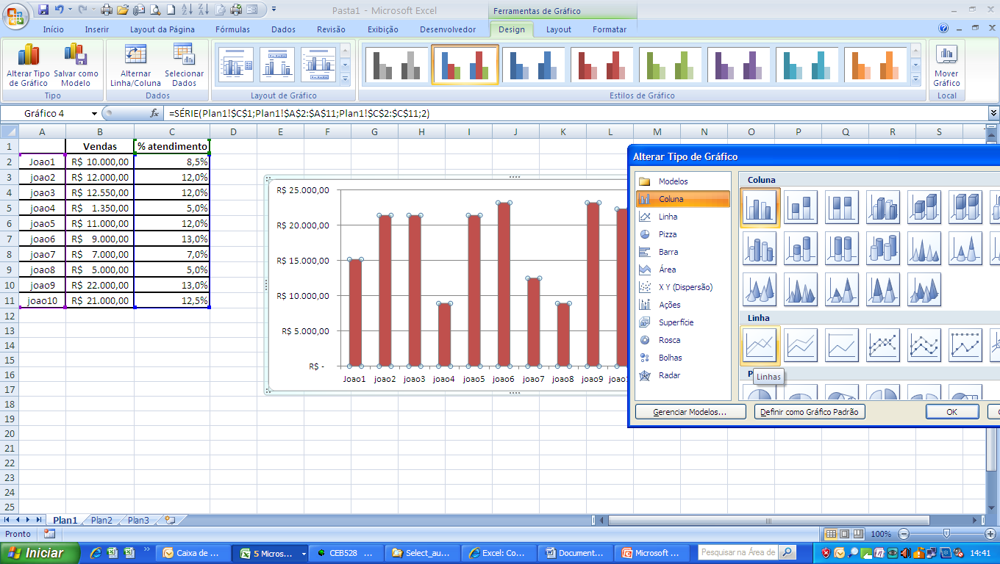 Pasta1 - Microsoft Excel
Ferramentas de Gráfico
Início Inserir Layout da Página Fórmulas Dados Revisão Exibição Desenvolvedor Design Layout Formatar
Alterar Tipo de Gráfico
Salvar como Modelo
Tipo
Alternar Linha/Coluna
Selecionar Dados
Dados
Layout de Gráfico
Estilos de Gráfico
Mover Gráfico
Local
Gráfico 4
fx
=SÉRIE(Plan1!$C$1;Plan1!$A$2:$A$11;Plan1!$C$2:$C$11;2)
A B C D E F G H I J K L M N O P Q R S
1 Vendas % atendimento
2 Joao1 R$ 10.000,00 8,5%
3 joao2 R$ 12.000,00 12,0%
4 joao3 R$ 12.550,00 12,0%
5 joao4 R$ 1.350,00 5,0%
6 joao5 R$ 11.000,00 12,0%
7 joao6 R$ 9.000,00 13,0%
8 joao7 R$ 7.000,00 7,0%
9 joao8 R$ 5.000,00 5,0%
10 joao9 R$ 22.000,00 13,0%
11 joao10 R$ 21.000,00 12,5%
12
13
14
15
16
17
18
19
20
21
22
23
24
25
R$ 25.000,00
R$ 20.000,00
R$ 15.000,00
R$ 10.000,00
R$ 5.000,00
R$ -
Joao1 joao2 joao3 joao4 joao5 joao6 joao7 joao8 joao9
Alterar Tipo de Gráfico
Modelos
Coluna
Linha
Pizza
Barra
Área
X Y (Dispersão)
Ações
Superfície
Rosca
Bolhas
Radar
Coluna
Linha
Linhas
Gerenciar Modelos...
Definir como Gráfico Padrão
OK
Plan1 Plan2 Plan3
Pronto
100%
Iniciar
Caixa de ...
5 Micros...
CEB528 ...
Select_au...
Excel: Co...
Document...
Microsoft ...
Pesquisar na Área de
14:41